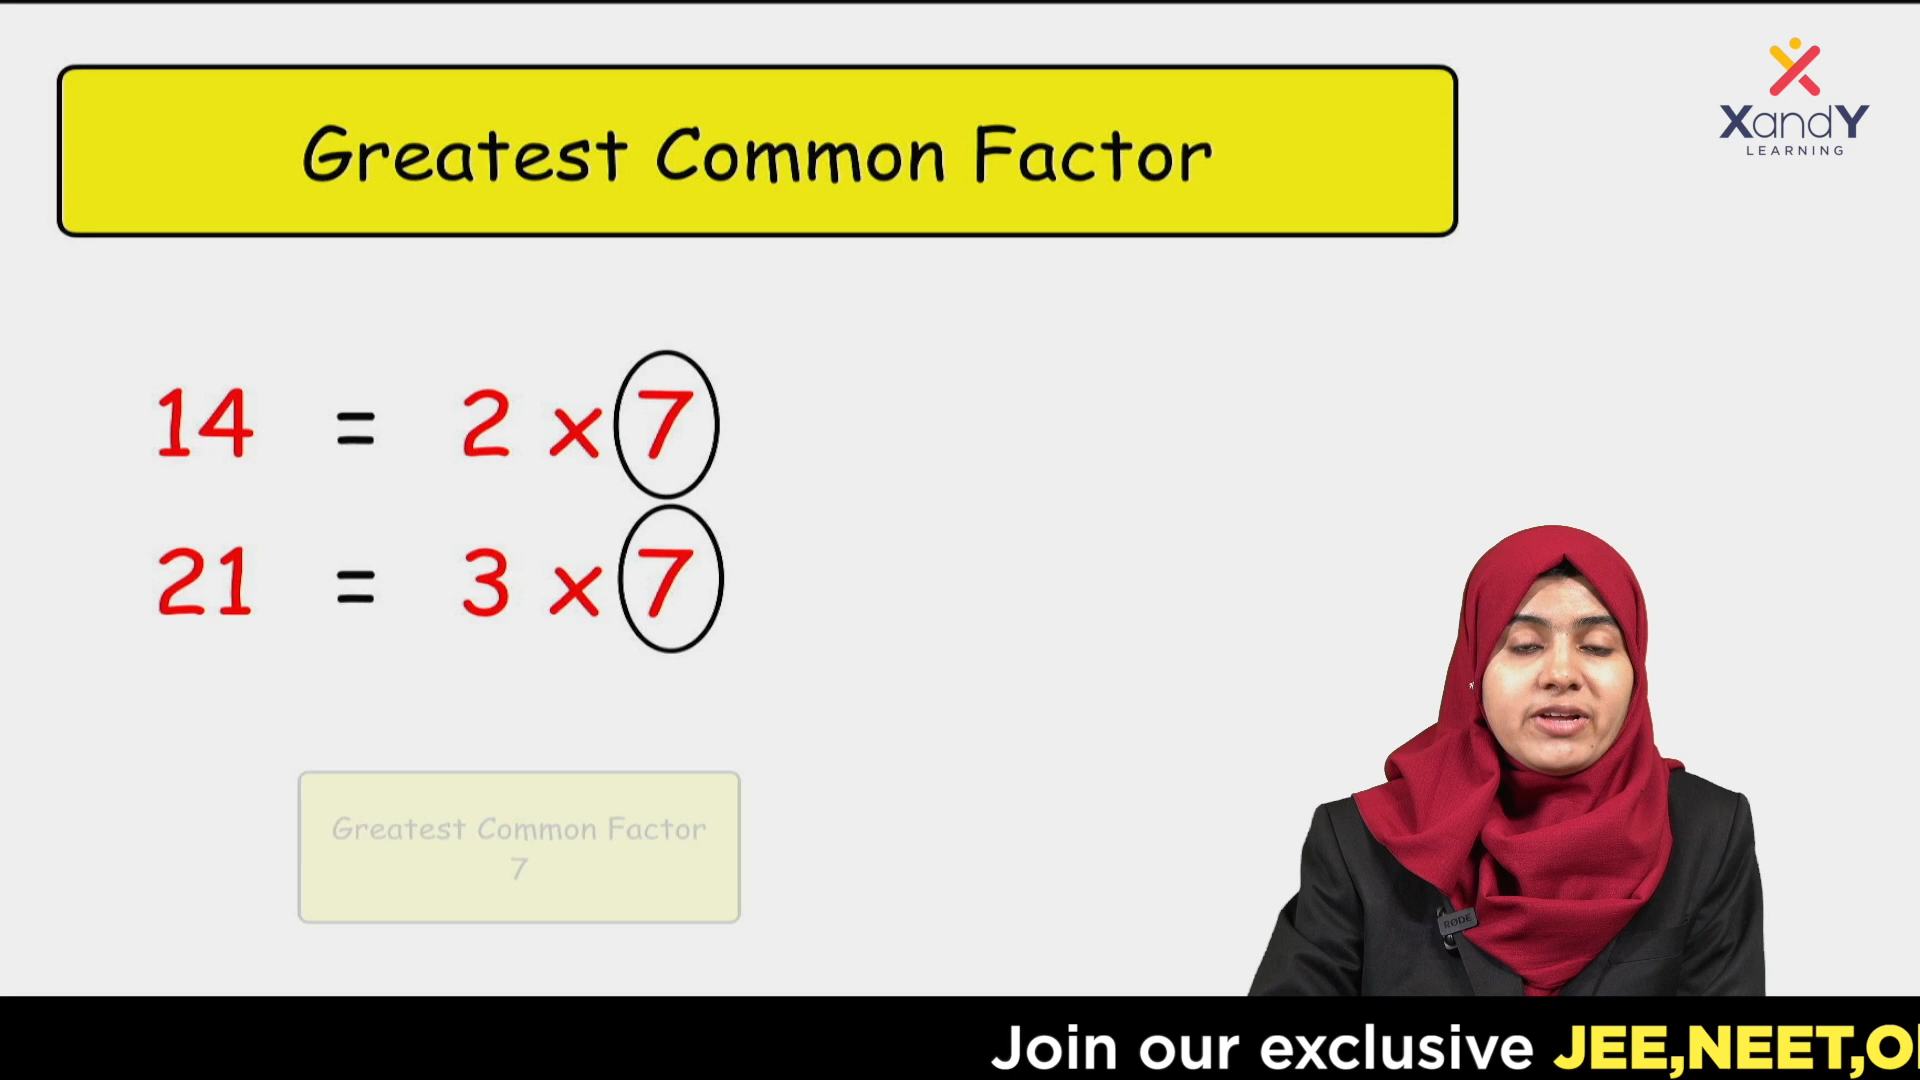 Greatest Common Factor
XandY
LEARNING
14 = 2 × 7
21 = 3 × 7
Greatest Common Factor
7
RØDE
Join our exclusive JEE,NEET,